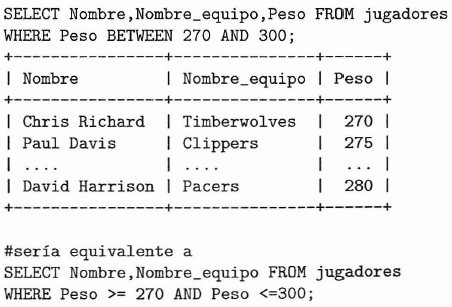 SELECT Nombre,Nombre_equipo,Peso FROM jugadores
WHERE Peso BETWEEN 270 AND 300;
+----------------+---------------+------+
| Nombre         | Nombre_equipo | Peso |
+----------------+---------------+------+
| Chris Richard  | Timberwolves  |  270 |
| Paul Davis     | Clippers      |  275 |
| ....           | ....          |  ... |
| David Harrison | Pacers        |  280 |
+----------------+---------------+------+
#sería equivalente a
SELECT Nombre,Nombre_equipo FROM jugadores
WHERE Peso >= 270 AND Peso <=300;